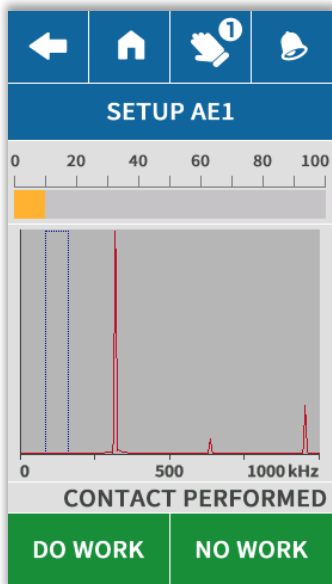 1
SETUP AE1
0 20 40 60 80 100
0 500 1000 kHz
CONTACT PERFORMED
DO WORK NO WORK